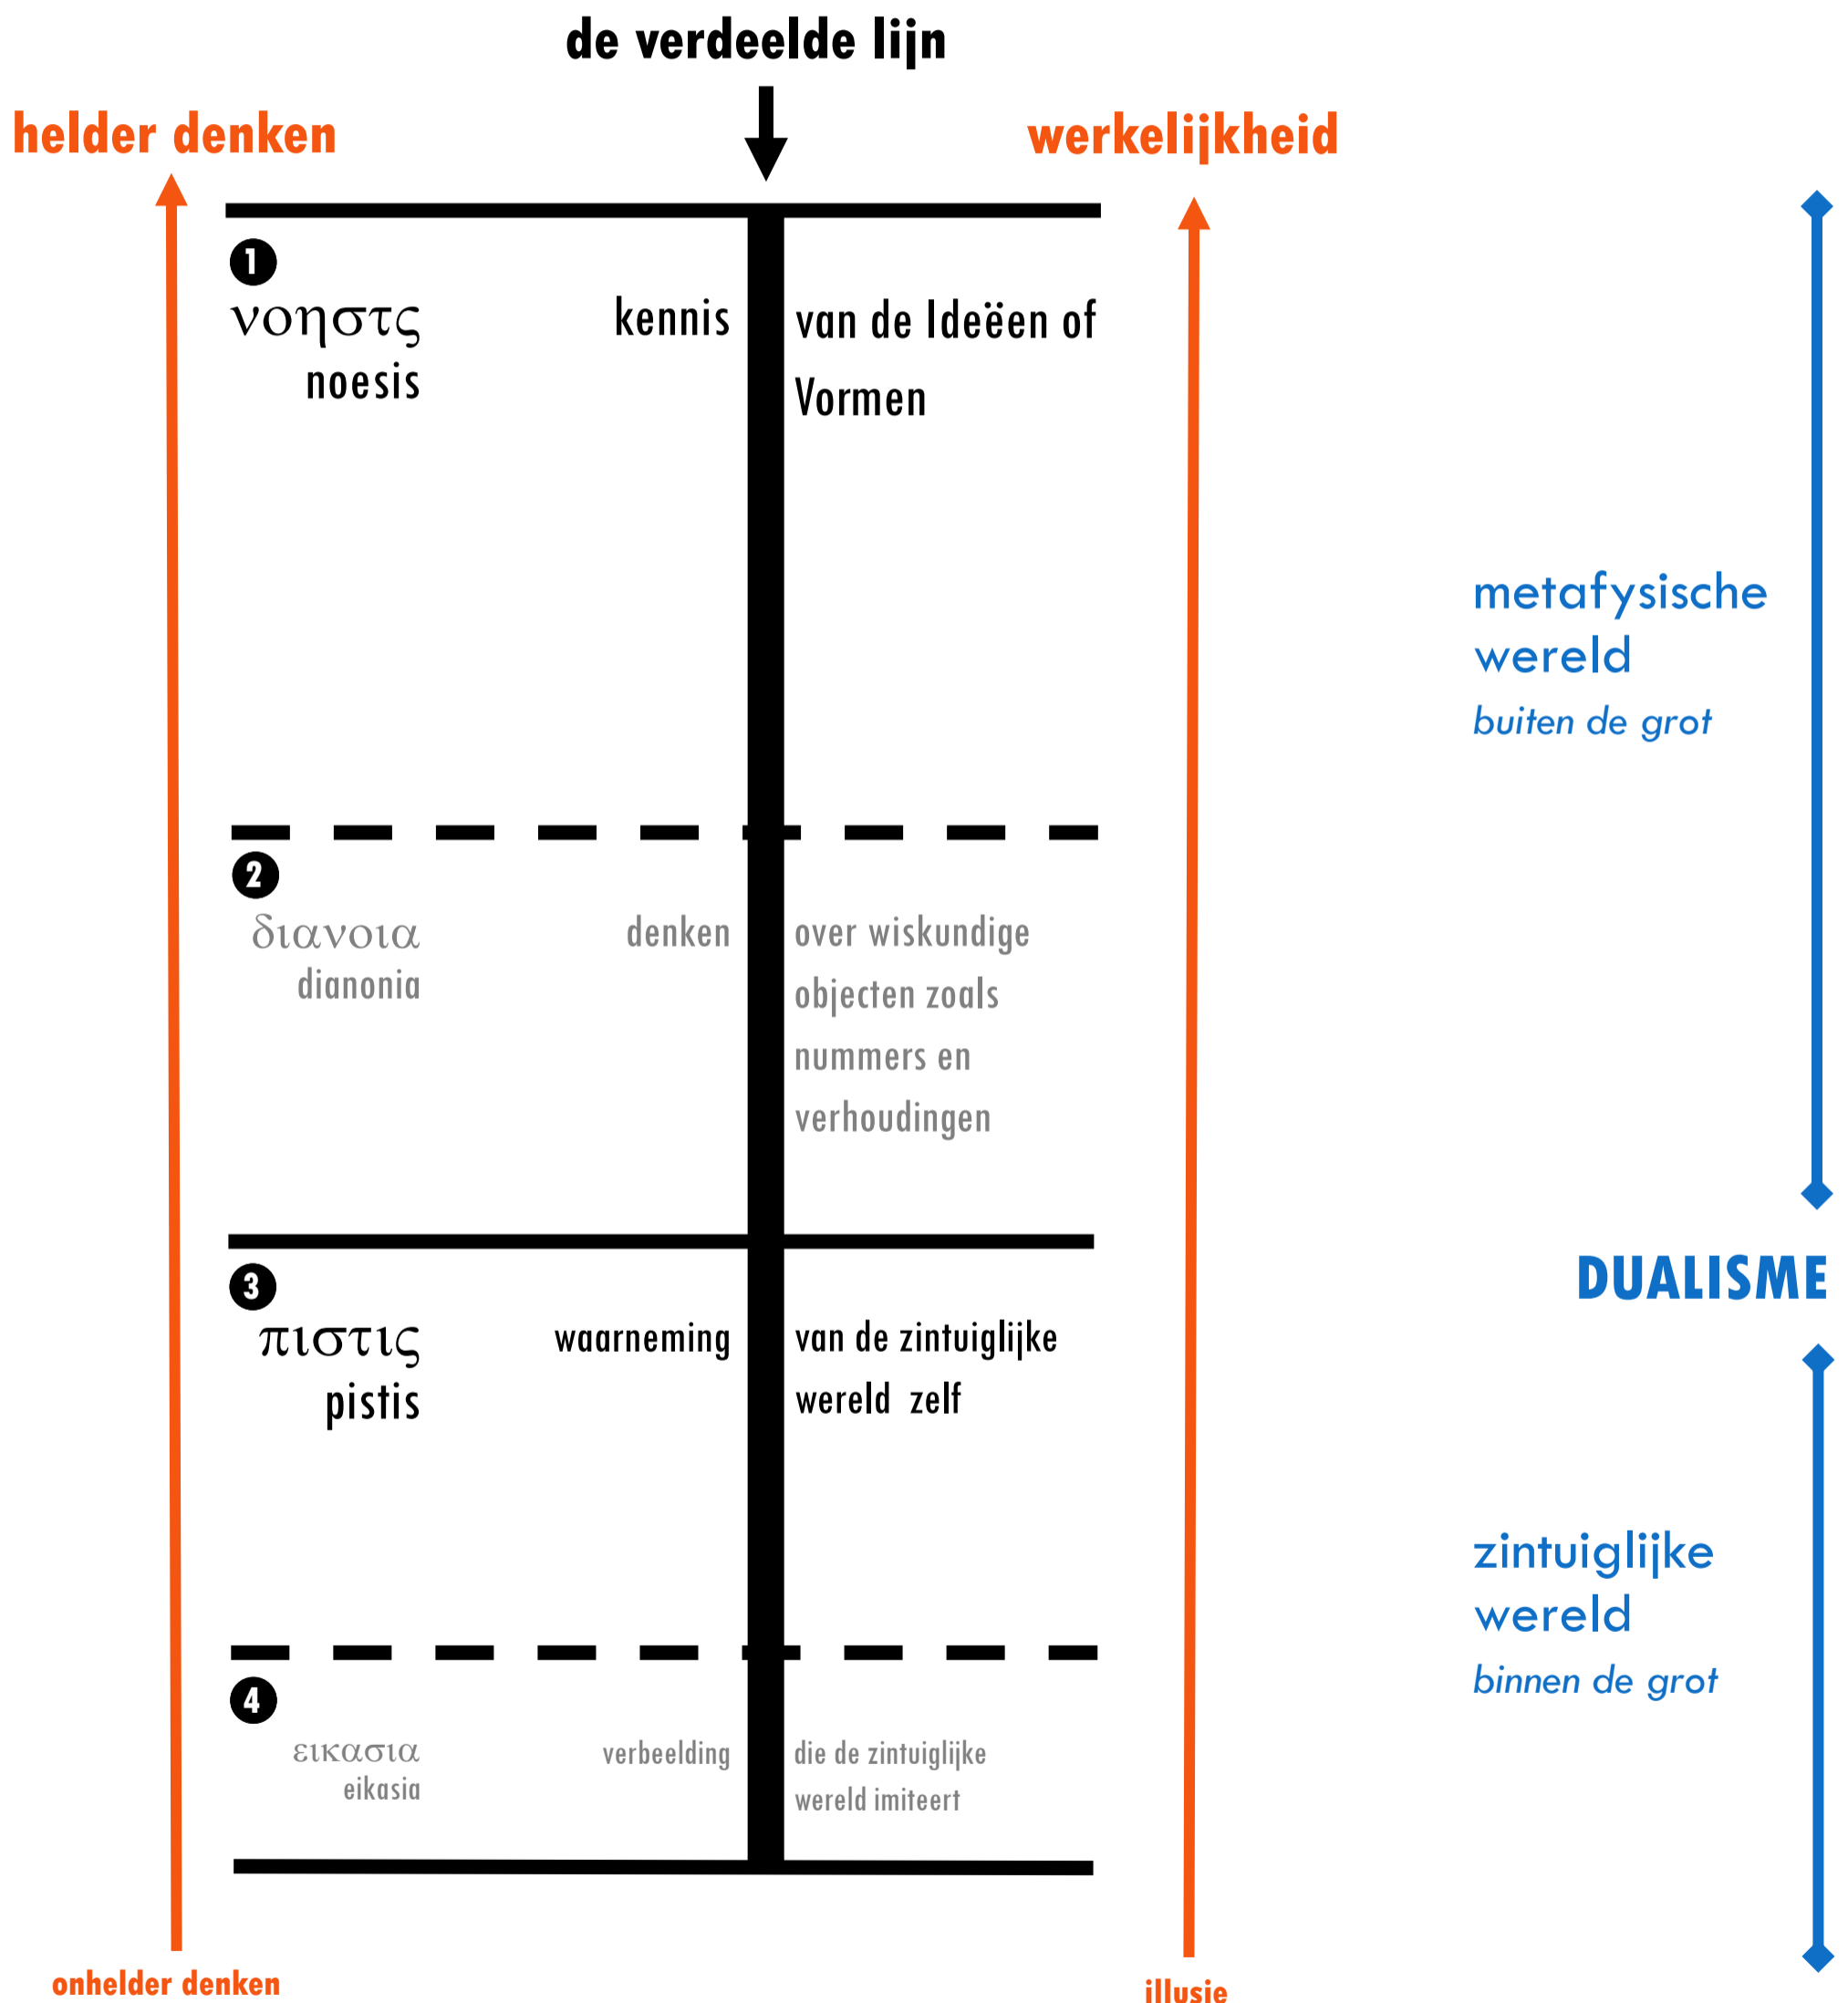 de verdeelde lijn
helder denken
werkelijkheid
1
νοηστς
noesis
kennis
van de Ideëen of
Vormen
metafysische
wereld
buiten de grot
2
διανοια
dianonia
denken
over wiskundige
objecten zoals
nummers en
verhoudingen
DUALISME
3
πιστις
pistis
waarneming
van de zintuiglijke
wereld zelf
zintuiglijke
wereld
binnen de grot
4
εικασια
eikasia
verbeelding
die de zintuiglijke
wereld imiteert
onhelder denken
illusie